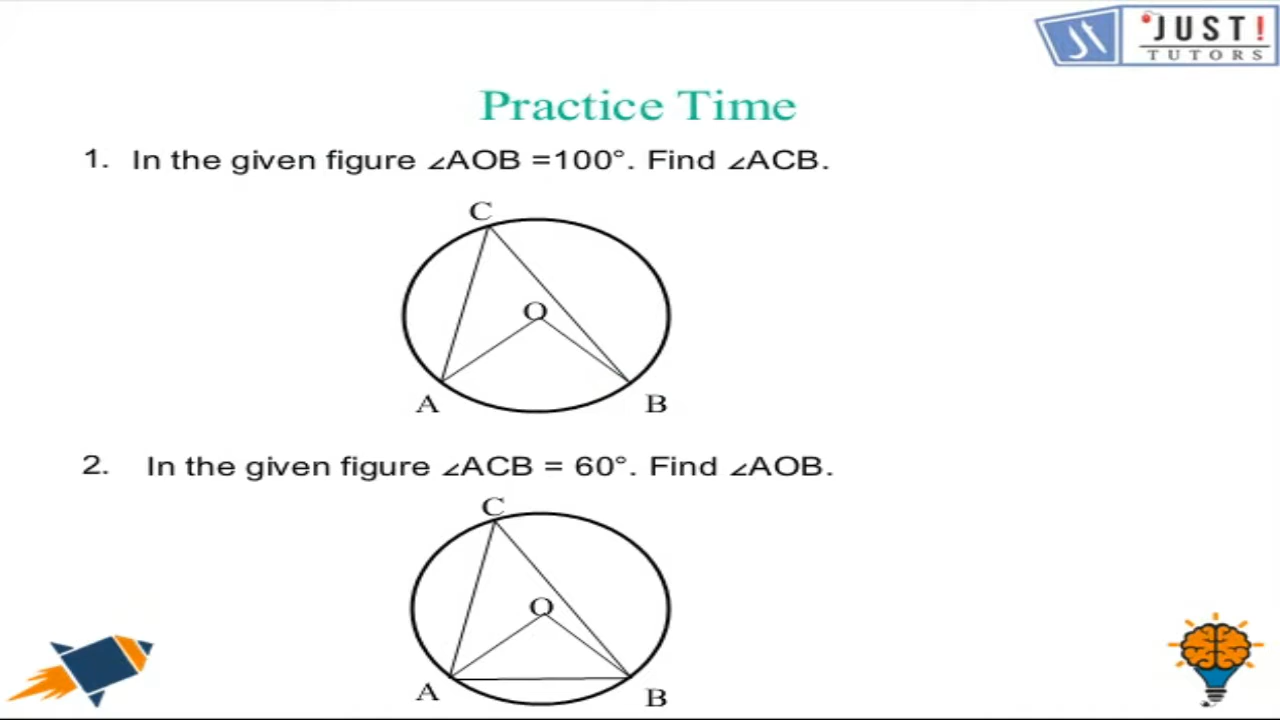 JUST!
TUTORS
Practice Time
1. In the given figure ∠AOB =100°. Find ∠ACB.
C
O
A
B
2. In the given figure ∠ACB = 60°. Find ∠AOB.
C
O
A
B